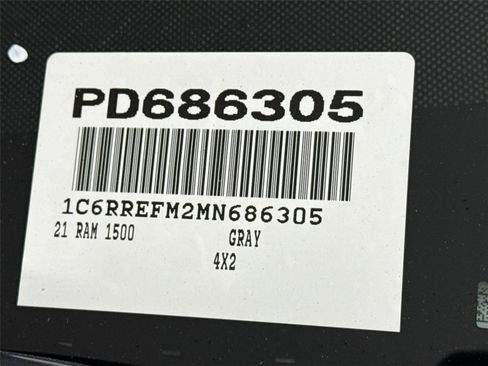 PD686305
1C6RREFM2MN686305
21 RAM 1500 GRAY
4X2